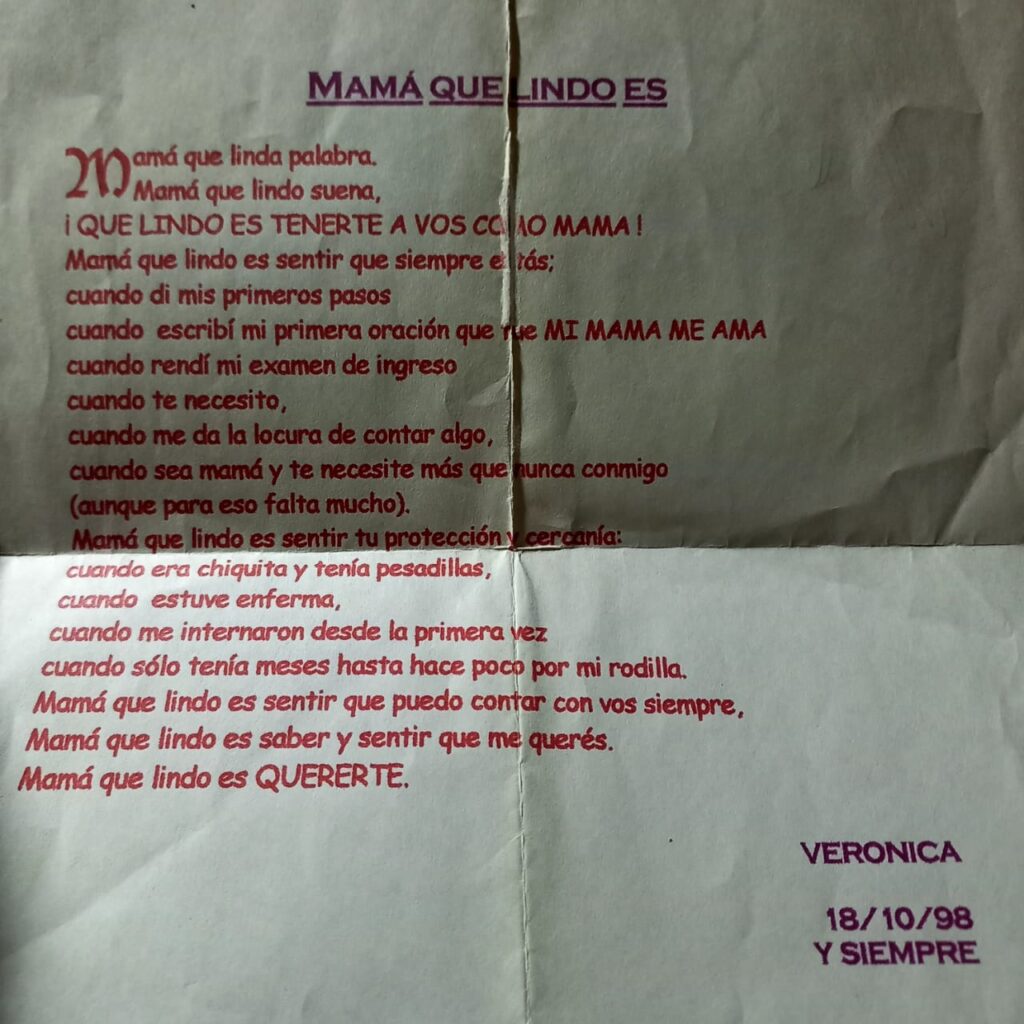 MAMÁ QUE LINDO ES
Mamá que linda palabra.
Mamá que lindo suena,
¡ QUE LINDO ES TENERTE A VOS COMO MAMA !
Mamá que lindo es sentir que siempre estás;
cuando di mis primeros pasos
cuando escribí mi primera oración que fue MI MAMA ME AMA
cuando rendí mi examen de ingreso
cuando te necesito,
cuando me da la locura de contar algo,
cuando sea mamá y te necesite más que nunca conmigo
(aunque para eso falta mucho).
Mamá que lindo es sentir tu protección y cercanía:
cuando era chiquita y tenía pesadillas,
cuando estuve enferma,
cuando me internaron desde la primera vez
cuando sólo tenía meses hasta hace poco por mi rodilla.
Mamá que lindo es sentir que puedo contar con vos siempre,
Mamá que lindo es saber y sentir que me querés.
Mamá que lindo es QUERERTE.
VERONICA
18/10/98
Y SIEMPRE